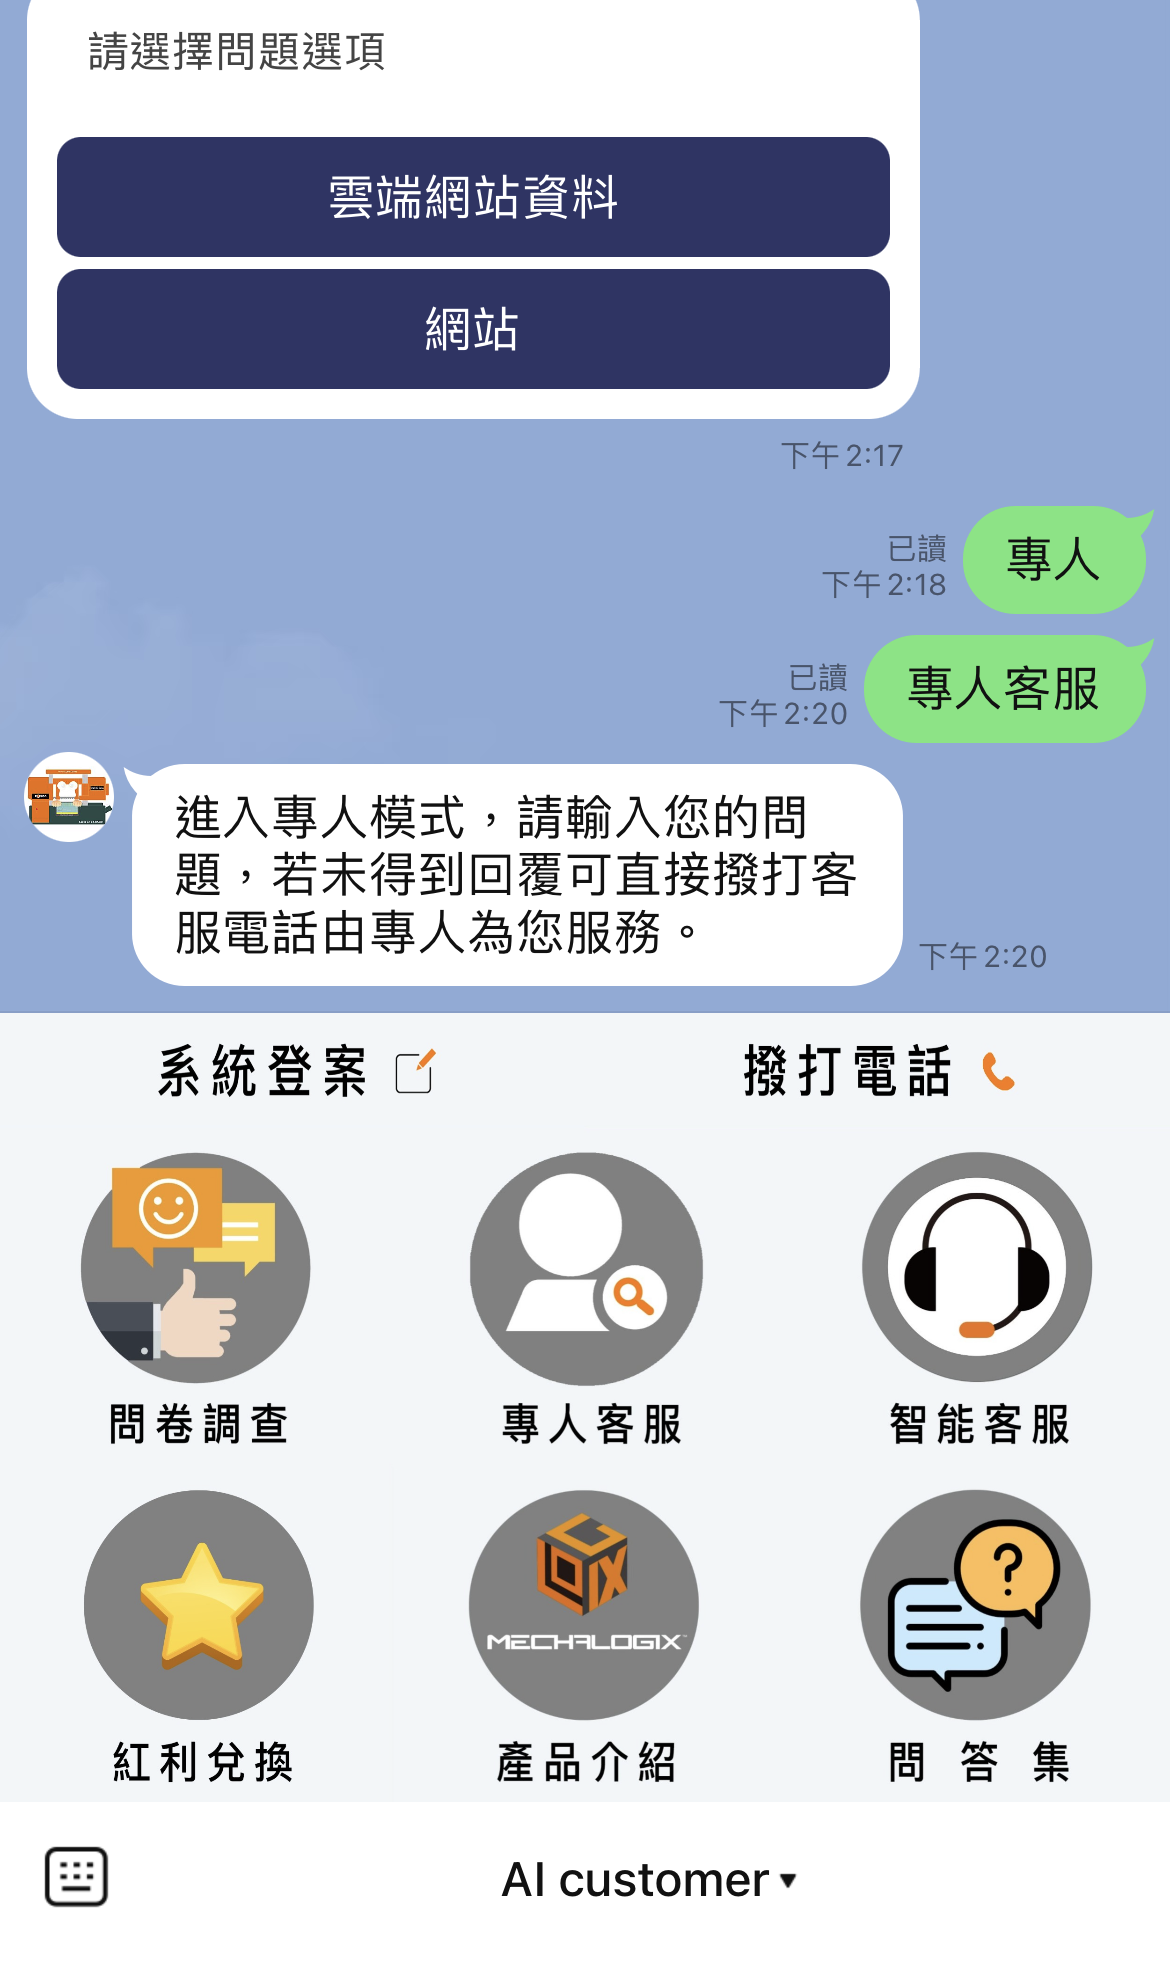 請選擇問題選項
雲端網站資料
網站
下午 2:17
已讀
下午 2:18
專人
已讀
下午 2:20
專人客服
進入專人模式，請輸入您的問
題，若未得到回覆可直接撥打客
服電話由專人為您服務。
下午 2:20
系統登案
撥打電話
問卷調查
專人客服
智能客服
MECHALOGIX
紅利兌換
產品介紹
問答集
AI customer ▾